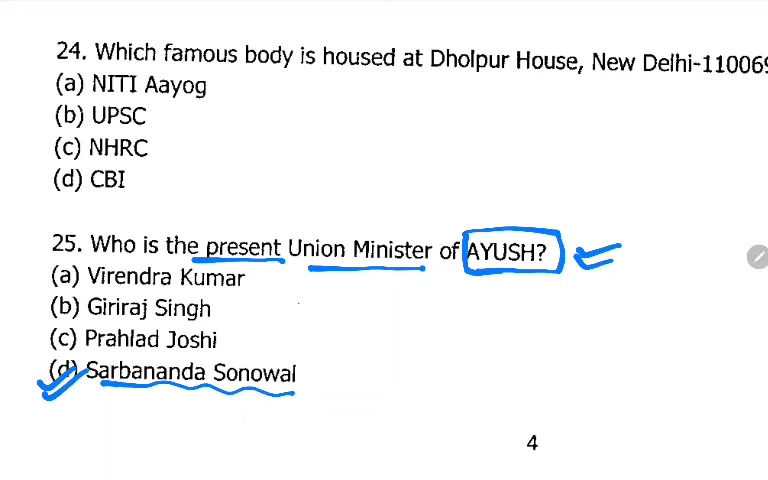 24. Which famous body is housed at Dholpur House, New Delhi-110069
(a) NITI Aayog
(b) UPSC
(c) NHRC
(d) CBI
25. Who is the present Union Minister of AYUSH?
(a) Virendra Kumar
(b) Giriraj Singh
(c) Prahlad Joshi
(d) Sarbananda Sonowal
4